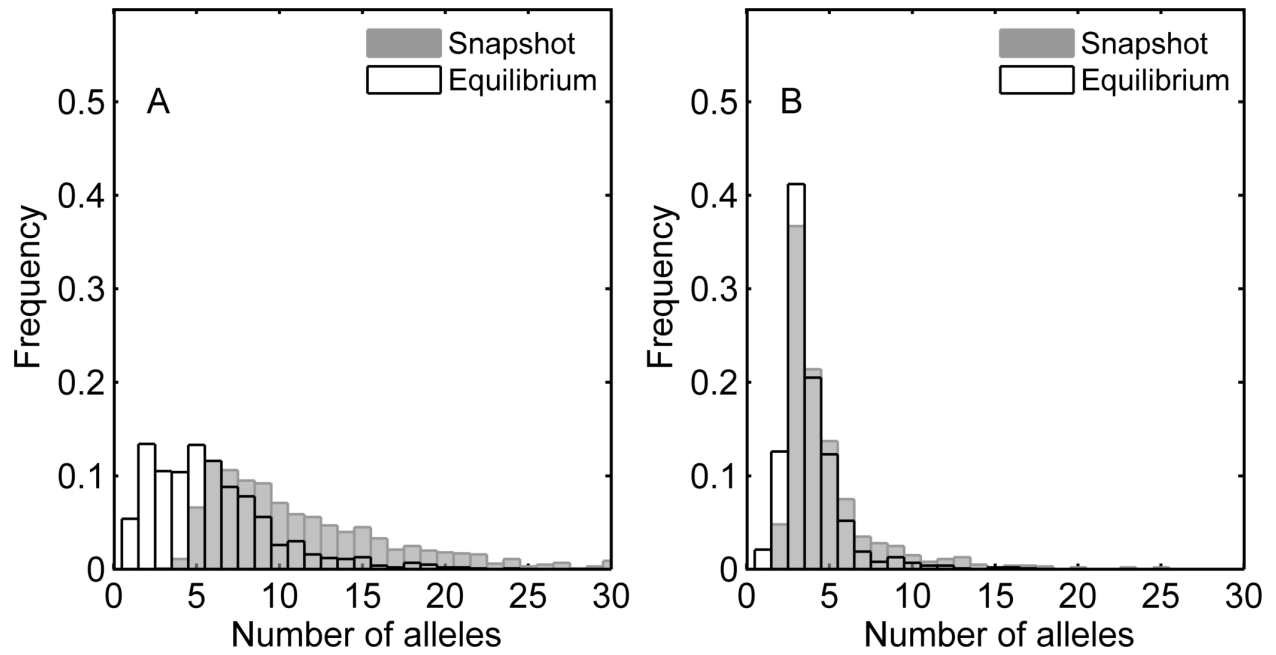 Snapshot
Equilibrium
A
0.5
0.4
0.3
0.2
0.1
0
Frequency
0 5 10 15 20 25 30
Number of alleles
Snapshot
Equilibrium
B
0.5
0.4
0.3
0.2
0.1
0
Frequency
0 5 10 15 20 25 30
Number of alleles